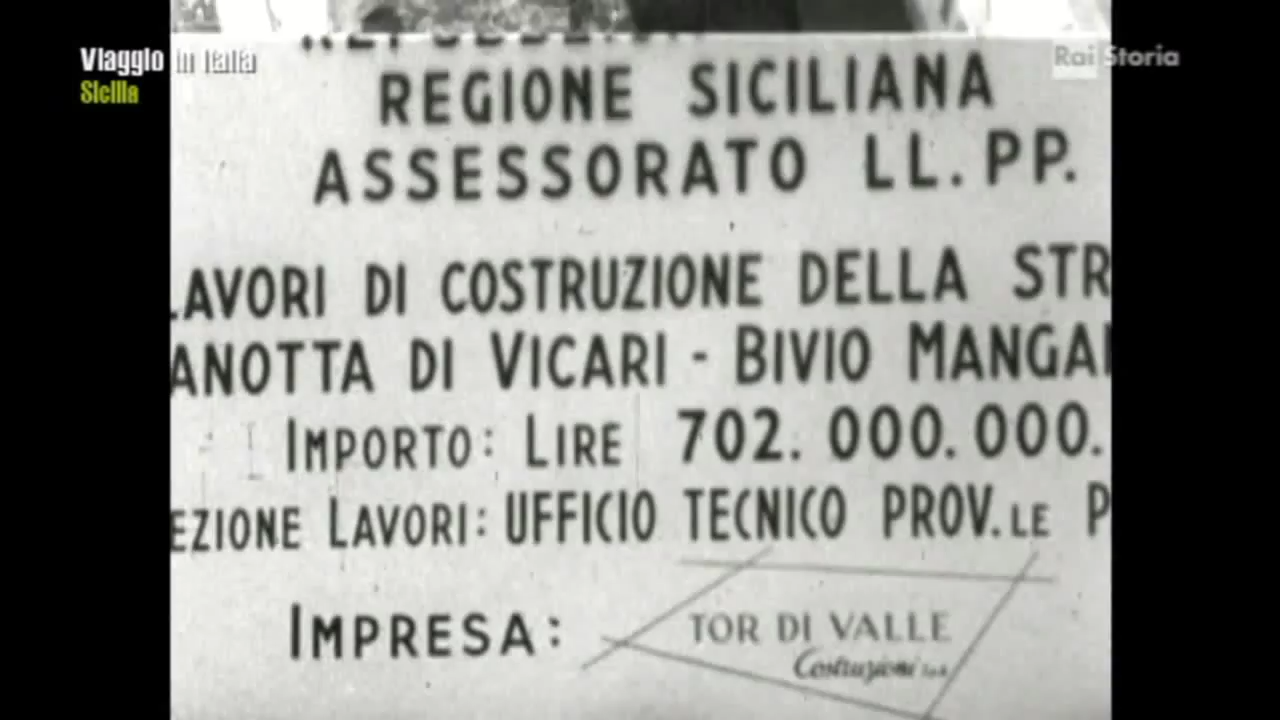 Viaggio in Italia
Sicilia
Rai Storia
REGIONE SICILIANA
ASSESSORATO LL.PP.
LAVORI DI COSTRUZIONE DELLA STR
ANOTTA DI VICARI - BIVIO MANGA
IMPORTO: LIRE 702.000.000.
EZIONE LAVORI: UFFICIO TECNICO PROV.LE P
IMPRESA:
TOR DI VALLE
Costruzioni